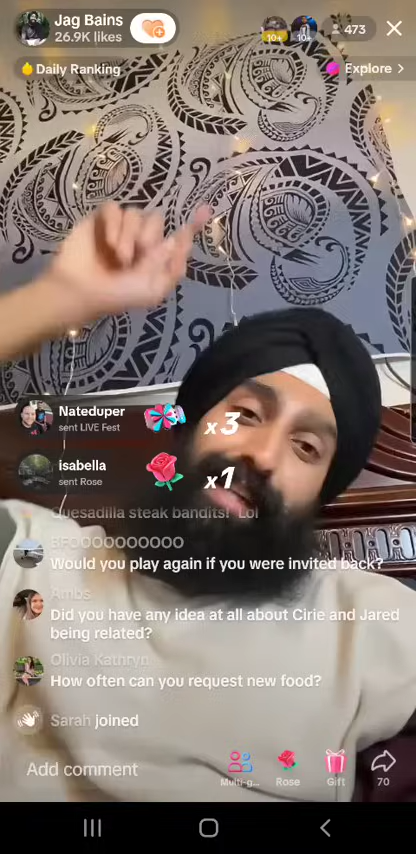 Jag Bains
26.9K likes
10+
10+
473
Daily Ranking
Explore >
Nateduper
sent LIVE Fest
x3
isabella
sent Rose
x1
Quesadilla steak bandits! Lol
Would you play again if you were invited back?
Ambs
Did you have any idea at all about Cirie and Jared
being related?
Olivia Kathryn
How often can you request new food?
Sarah joined
Add comment
Multi-g...
Rose
Gift
70